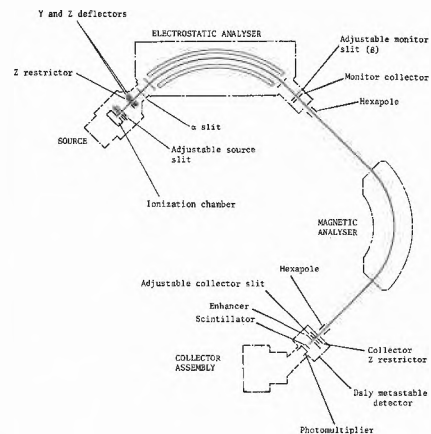 Y and Z deflectors
ELECTROSTATIC ANALYSER
Adjustable monitor
slit (β)
Monitor collector
Hexapole
Z restrictor
α slit
SOURCE
Adjustable source
slit
Ionization chamber
MAGNETIC
ANALYSER
Hexapole
Adjustable collector slit
Enhancer
Scintillator
COLLECTOR
ASSEMBLY
Collector
Z restrictor
Daly metastable
detector
Photomultiplier